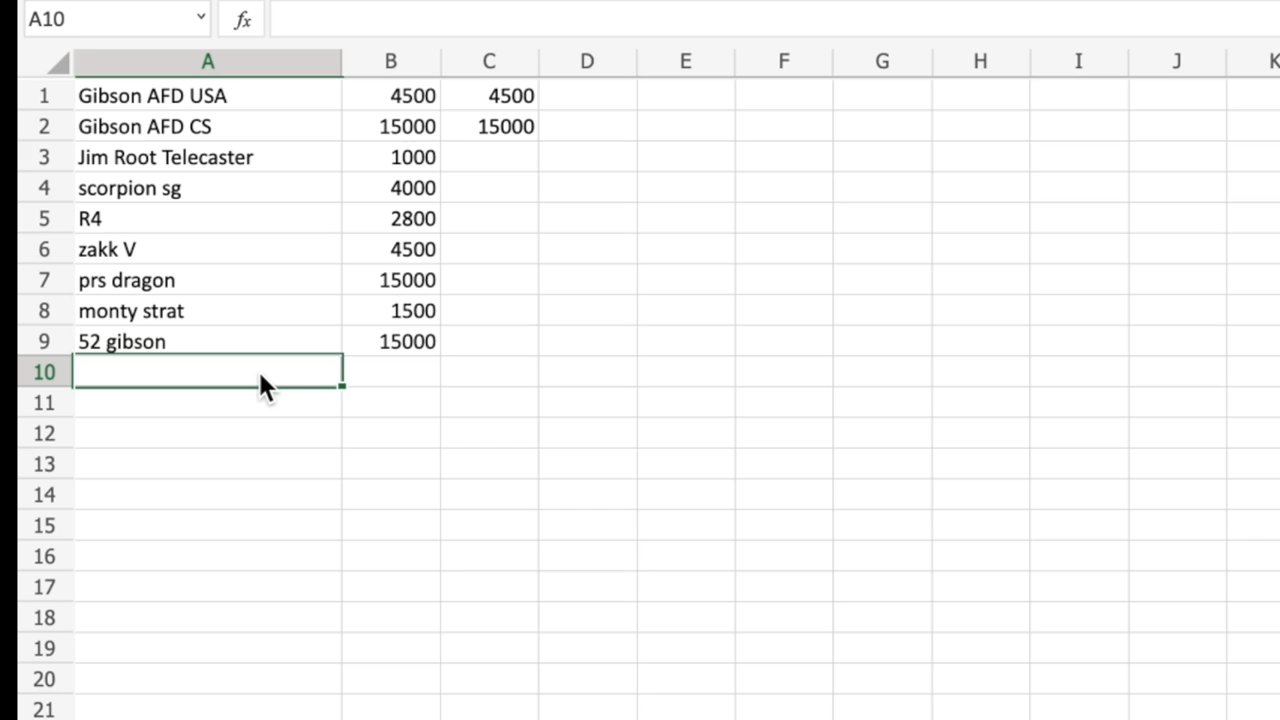 A10 fx
A B C D E F G H I J K
1 Gibson AFD USA 4500 4500
2 Gibson AFD CS 15000 15000
3 Jim Root Telecaster 1000
4 scorpion sg 4000
5 R4 2800
6 zakk V 4500
7 prs dragon 15000
8 monty strat 1500
9 52 gibson 15000
10
11
12
13
14
15
16
17
18
19
20
21